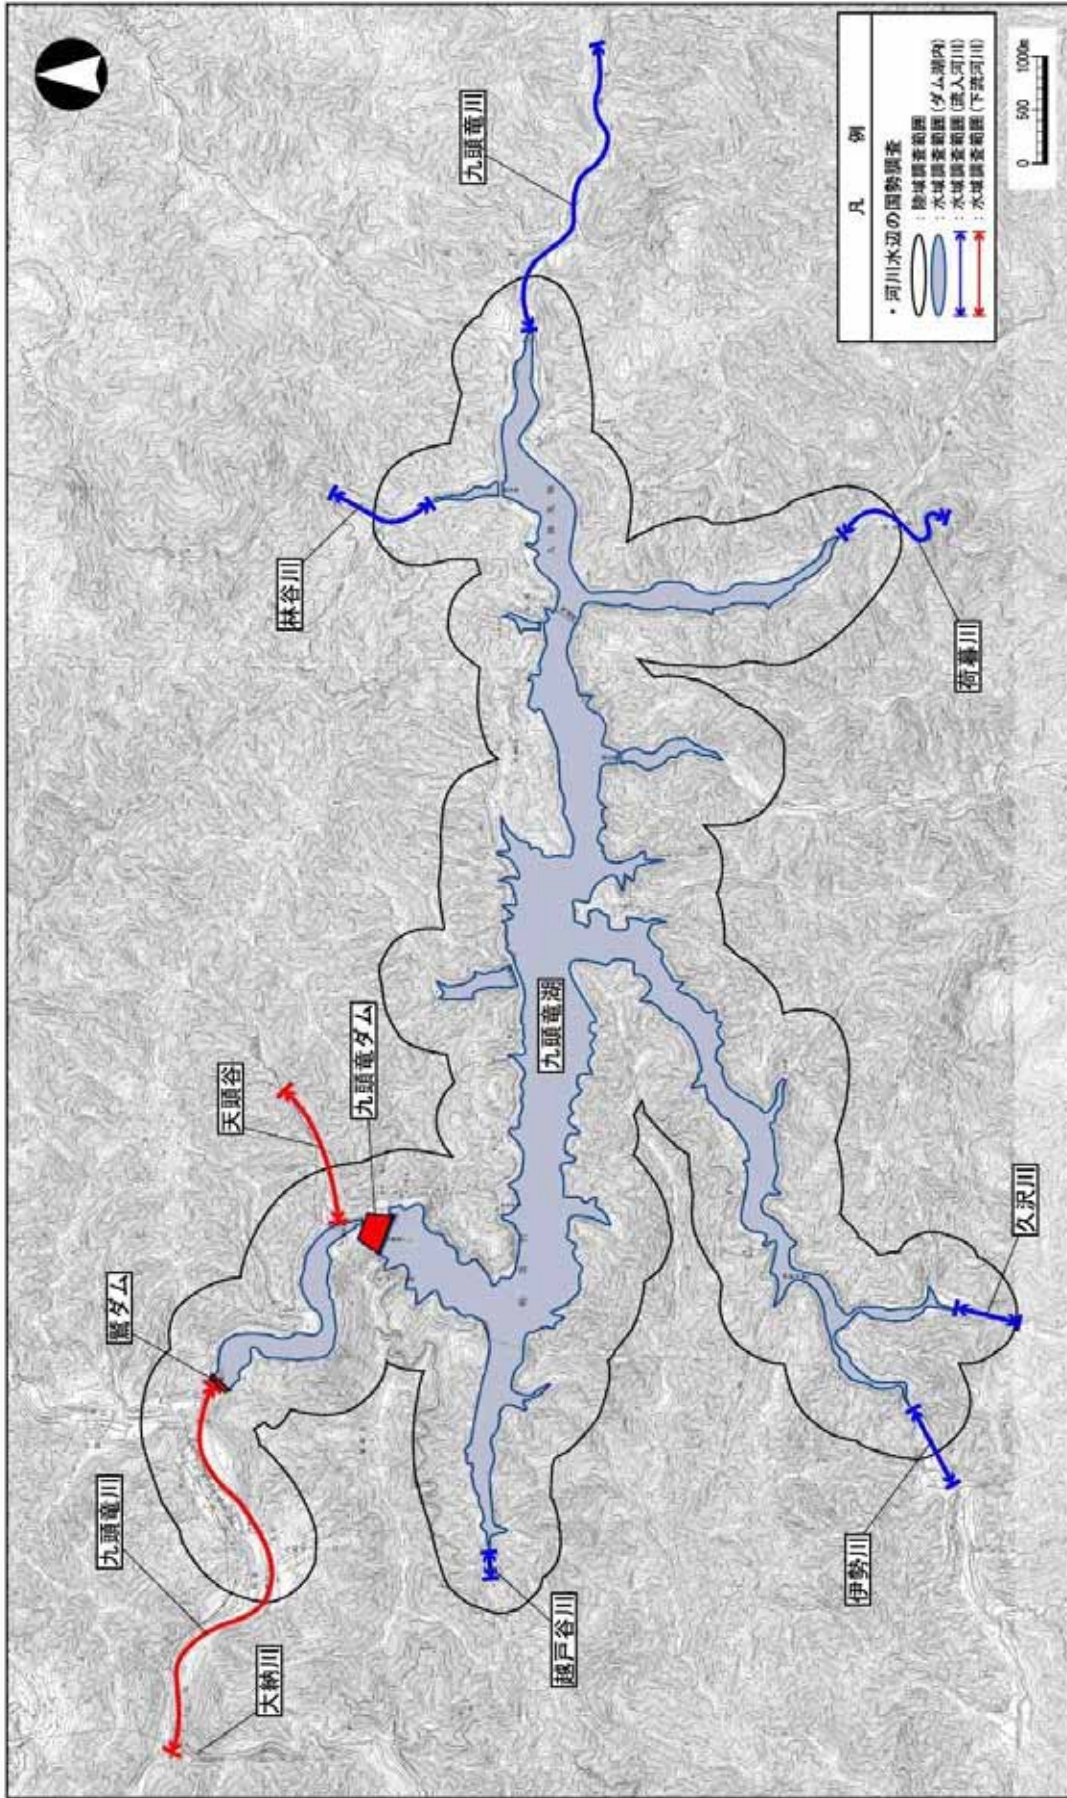 九頭竜川
林谷川
荷暮川
天頭谷
九頭竜ダム
九頭竜湖
鷲ダム
九頭竜川
大納川
越戸谷川
伊勢川
久沢川
凡 例
・河川水辺の国勢調査
：陸域調査範囲
：水域調査範囲(ダム湖内)
：水域調査範囲(流入河川)
：水域調査範囲(下流河川)
0 500 1000m